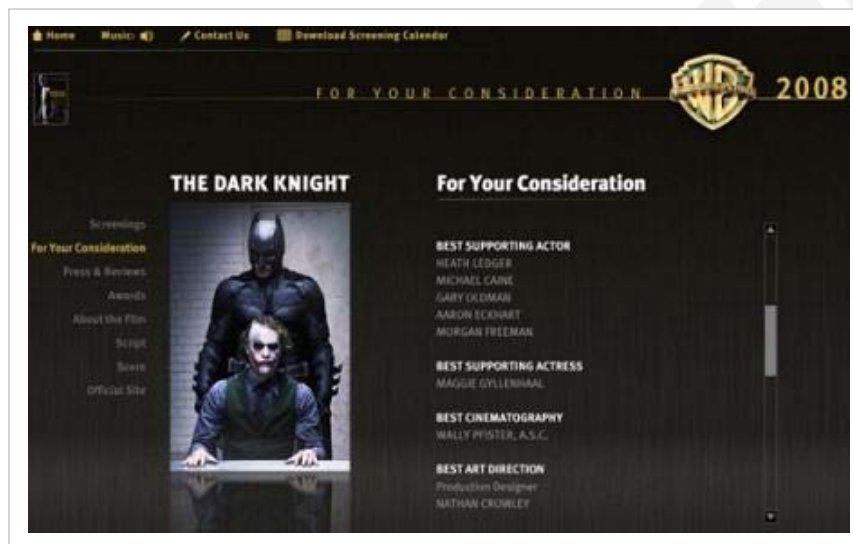 Home Music: Contact Us Download Screening Calendar
FOR YOUR CONSIDERATION WB 2008
THE DARK KNIGHT
Screenings
For Your Consideration
Press & Reviews
Awards
About the Film
Script
Score
Official Site
For Your Consideration
BEST SUPPORTING ACTOR
HEATH LEDGER
MICHAEL CAINE
GARY OLDMAN
AARON ECKHART
MORGAN FREEMAN
BEST SUPPORTING ACTRESS
MAGGIE GYLLENHAAL
BEST CINEMATOGRAPHY
WALLY PFISTER, A.S.C.
BEST ART DIRECTION
Production Designer
NATHAN CROWLEY